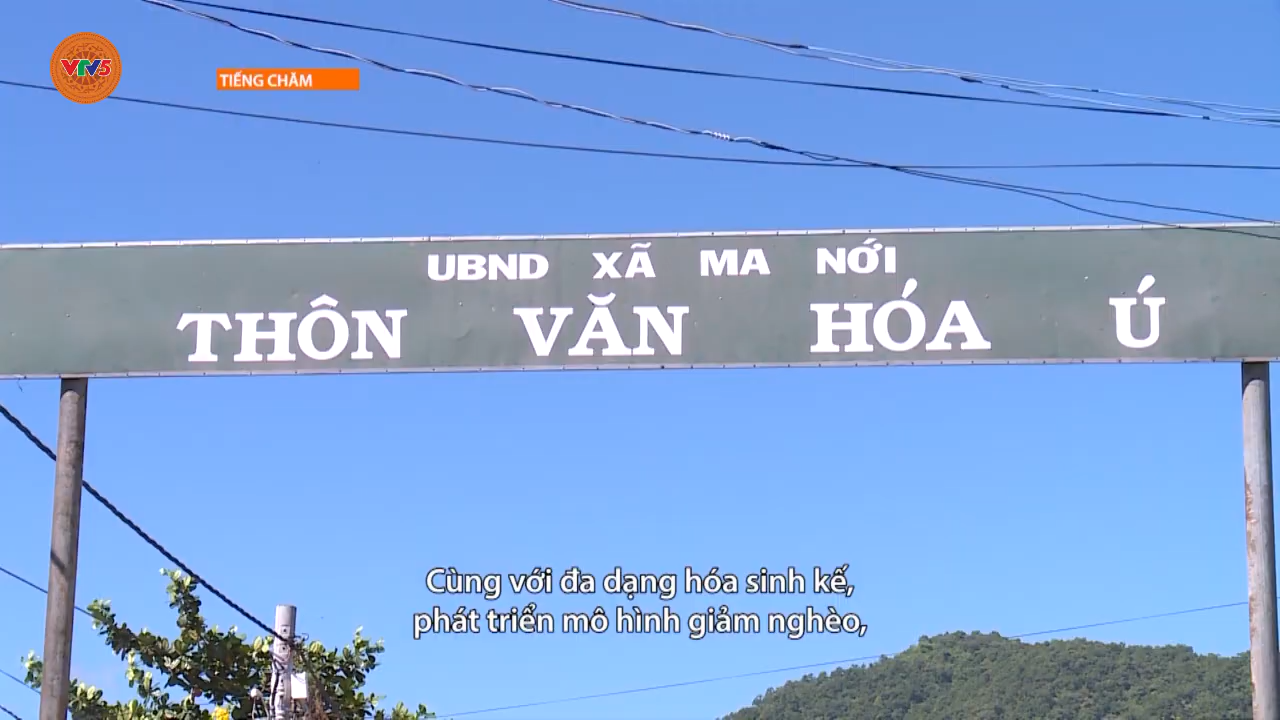 VTV5
TIẾNG CHĂM
UBND XÃ MA NỚI
THÔN VĂN HÓA Ú
Cùng với đa dạng hóa sinh kế,
phát triển mô hình giảm nghèo,